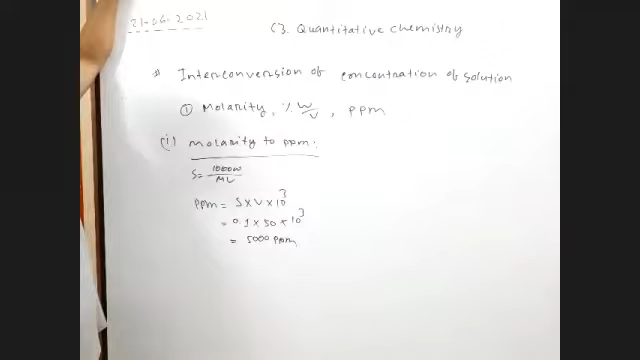 21-06-2021
C3. Quantitative Chemistry
* Interconversion of concentration of solution
① Molarity, % W/V, PPM
(i) Molarity to PPM:
S = 1000W/MV
PPM = S×V×10³
= 0.1 × 50 × 10³
= 5000 PPM